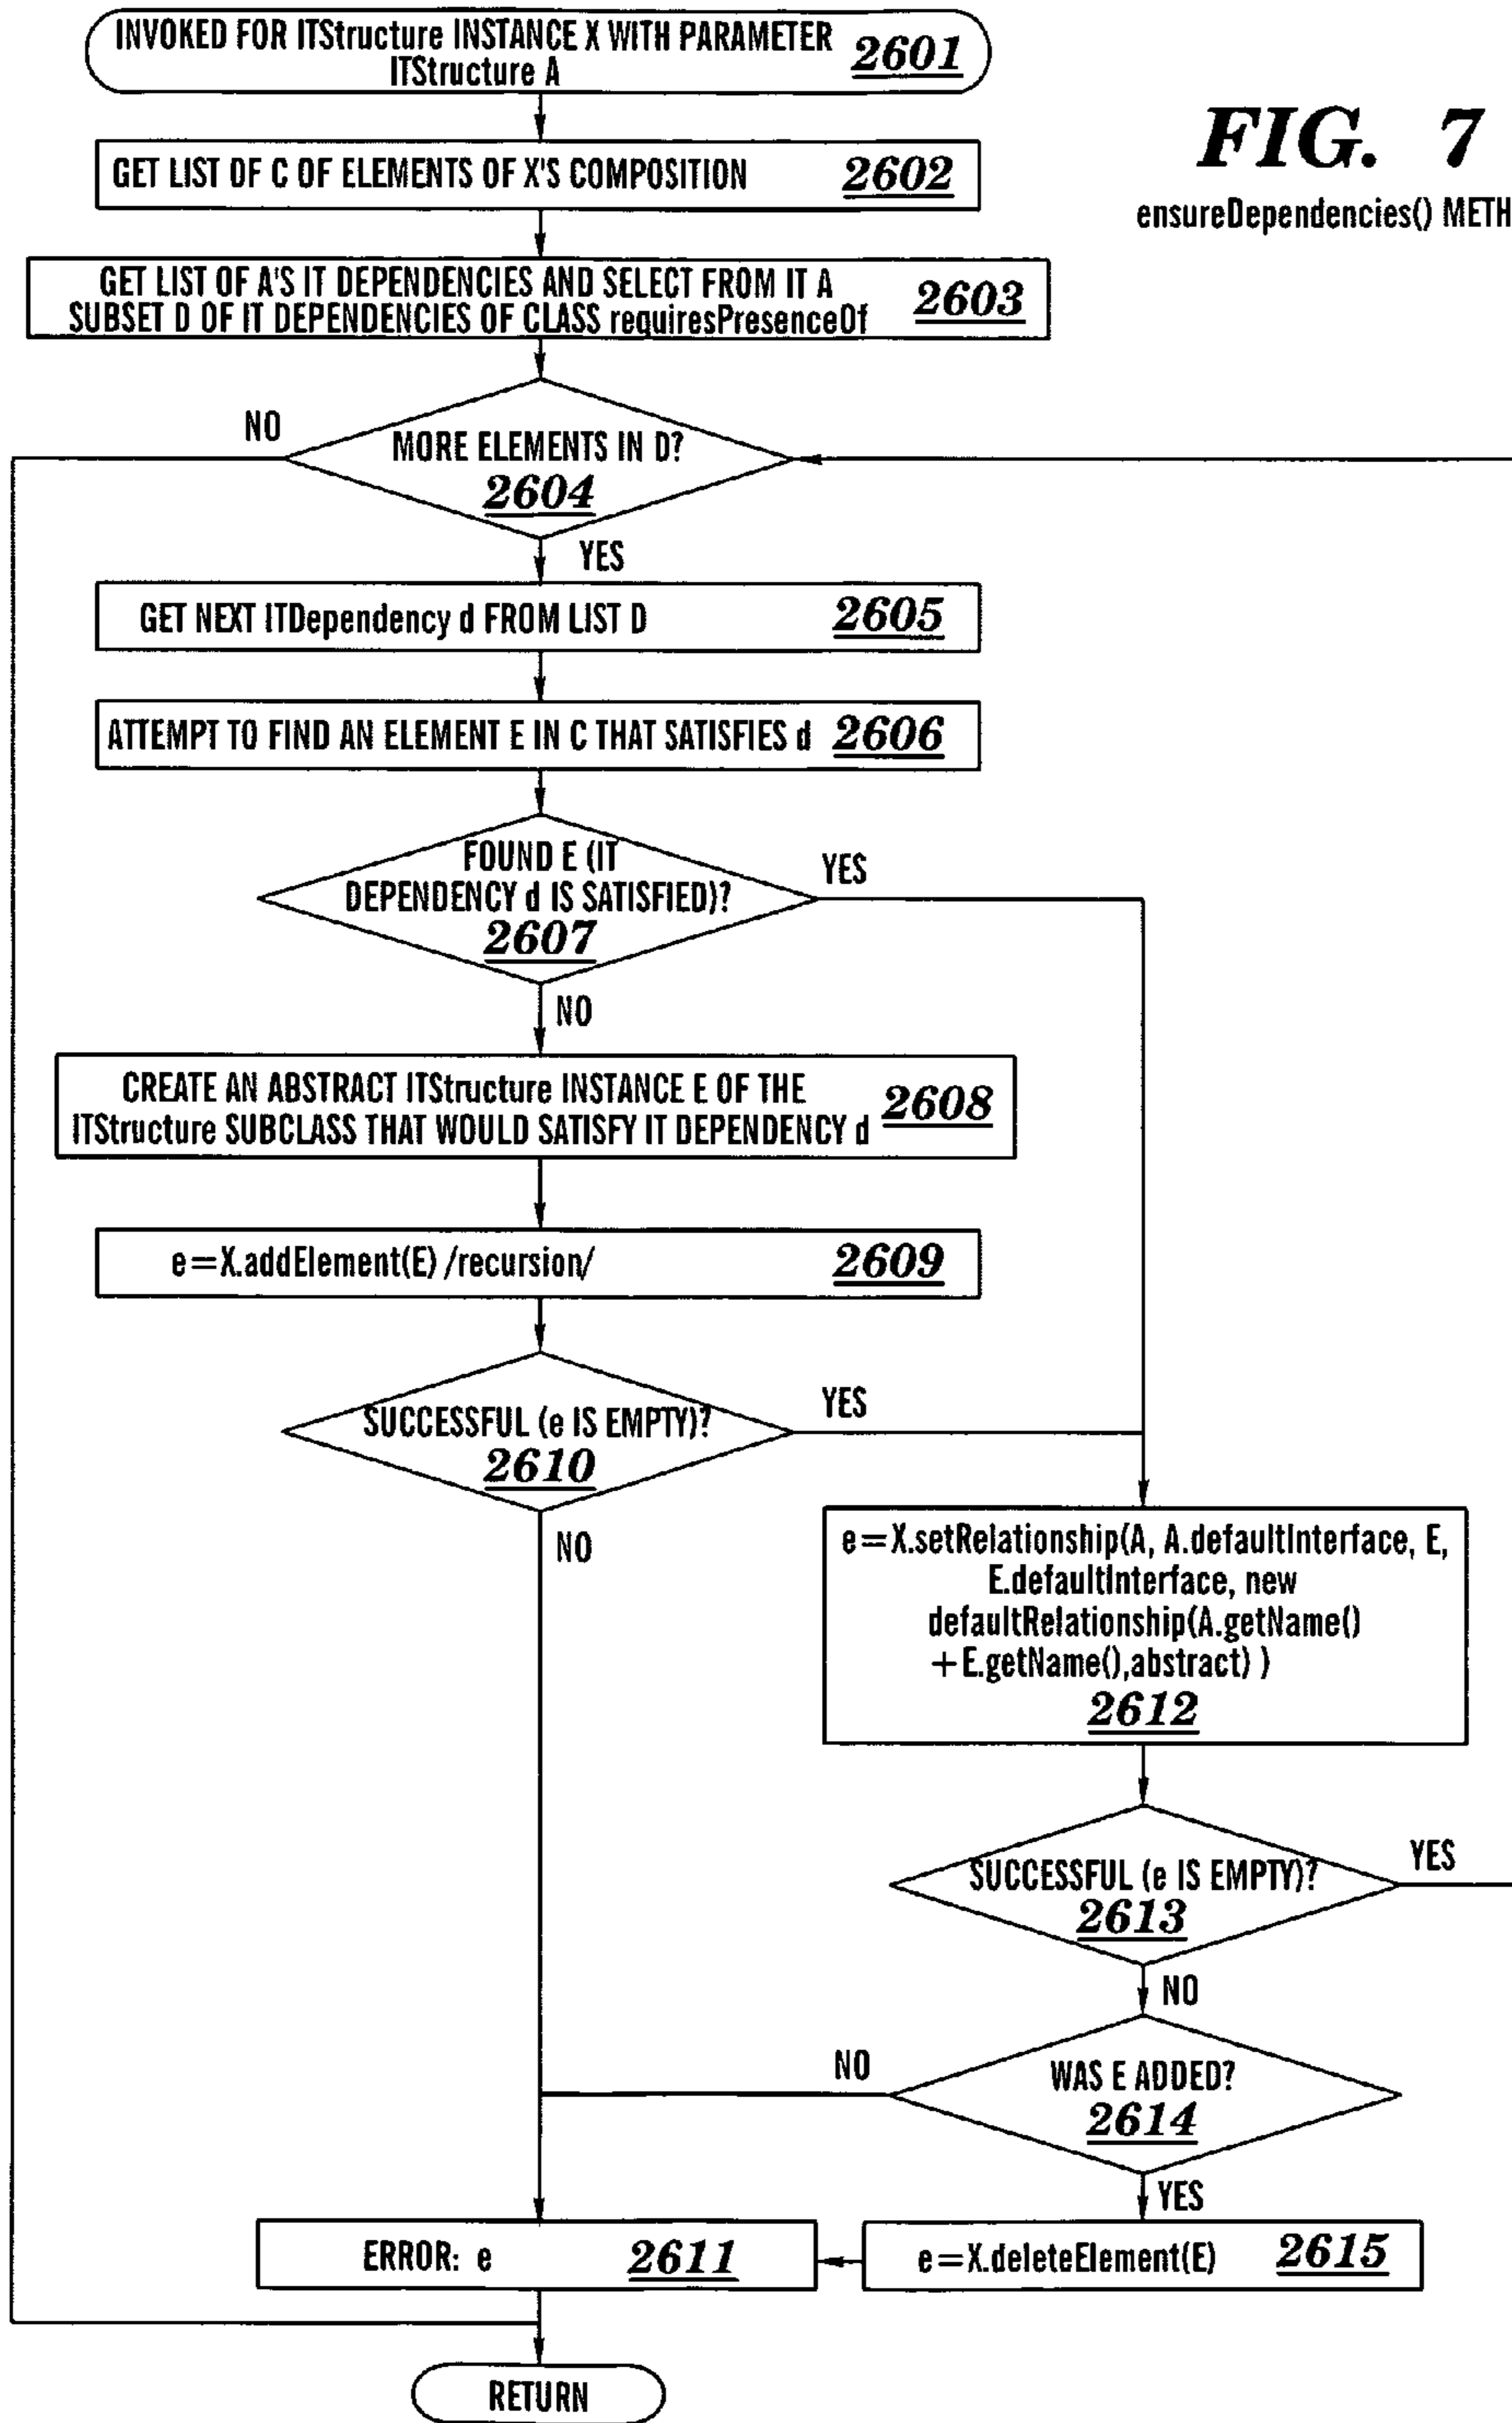 INVOKED FOR ITStructure INSTANCE X WITH PARAMETER
ITStructure A
2601
FIG. 7
ensureDependencies() METH
GET LIST OF C OF ELEMENTS OF X'S COMPOSITION 2602
GET LIST OF A'S IT DEPENDENCIES AND SELECT FROM IT A
SUBSET D OF IT DEPENDENCIES OF CLASS requiresPresenceOf
2603
NO
MORE ELEMENTS IN D?
2604
YES
GET NEXT ITDependency d FROM LIST D 2605
ATTEMPT TO FIND AN ELEMENT E IN C THAT SATISFIES d 2606
FOUND E (IT
DEPENDENCY d IS SATISFIED)?
2607
YES
NO
CREATE AN ABSTRACT ITStructure INSTANCE E OF THE
ITStructure SUBCLASS THAT WOULD SATISFY IT DEPENDENCY d
2608
e=X.addElement(E) /recursion/ 2609
SUCCESSFUL (e IS EMPTY)?
2610
YES
NO
e=X.setRelationship(A, A.defaultInterface, E,
E.defaultInterface, new
defaultRelationship(A.getName()
+E.getName(),abstract) )
2612
SUCCESSFUL (e IS EMPTY)?
2613
YES
NO
WAS E ADDED?
2614
NO
YES
ERROR: e 2611
e=X.deleteElement(E) 2615
RETURN